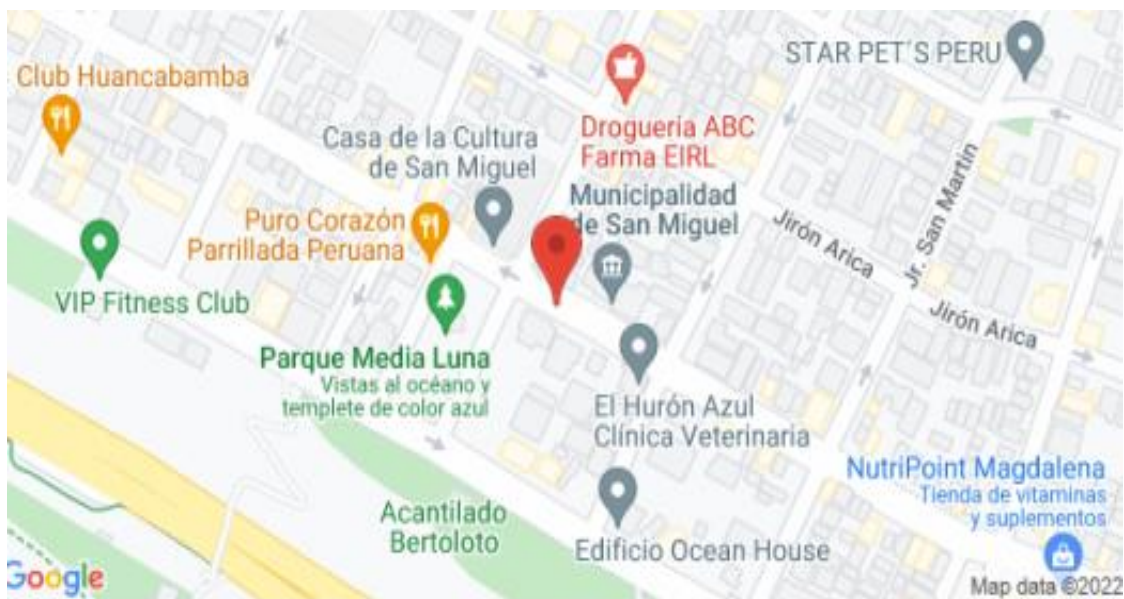 STAR PET´S PERU
Club Huancabamba
Drogueria ABC
Farma EIRL
Casa de la Cultura
de San Miguel
Municipalidad
de San Miguel
Jr. San Martin
Puro Corazón
Parrillada Peruana
Jirón Arica
VIP Fitness Club
Jirón Arica
Parque Media Luna
Vistas al océano y
templete de color azul
El Hurón Azul
Clínica Veterinaria
NutriPoint Magdalena
Tienda de vitaminas
y suplementos
Acantilado
Bertoloto
Edificio Ocean House
Google
Map data ©2022